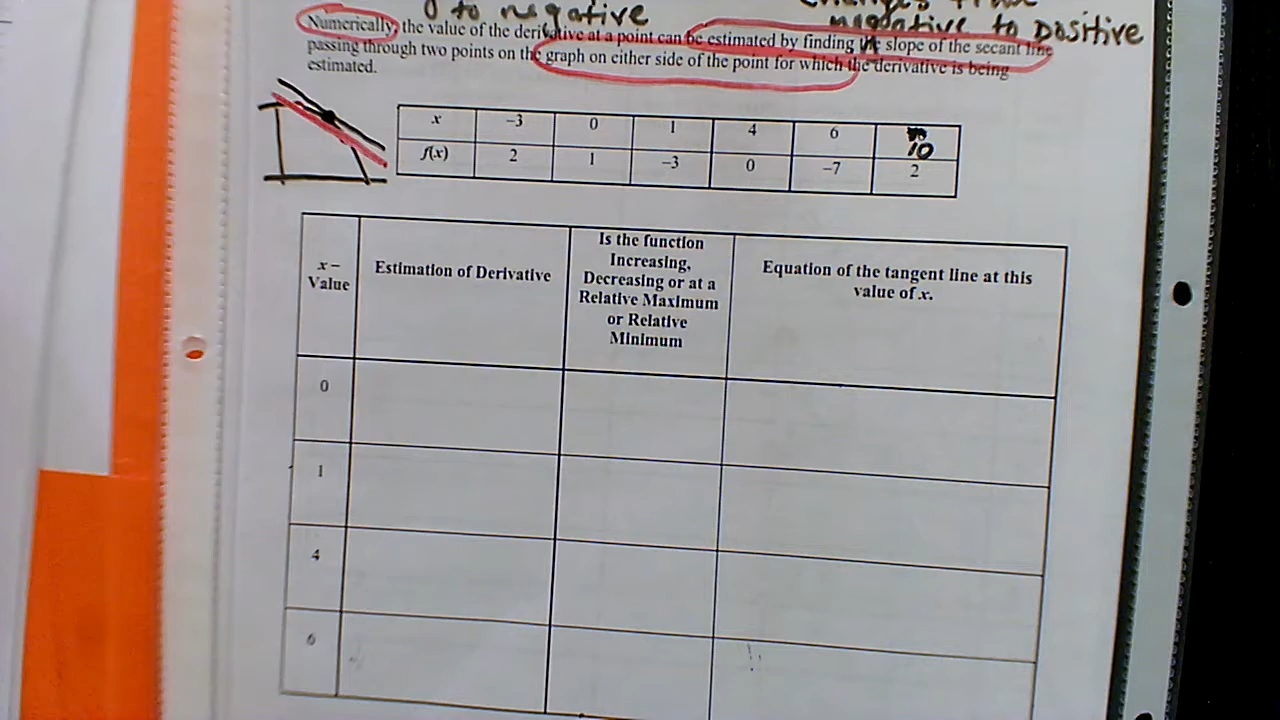 0 to negative
negative to positive
Numerically, the value of the derivative at a point can be estimated by finding the slope of the secant line
passing through two points on the graph on either side of the point for which the derivative is being
estimated.
x −3 0 1 4 6 10
f(x) 2 1 −3 0 −7 2
x – Value
Estimation of Derivative
Is the function
Increasing,
Decreasing or at a
Relative Maximum
or Relative
Minimum
Equation of the tangent line at this
value of x.
0
1
4
6